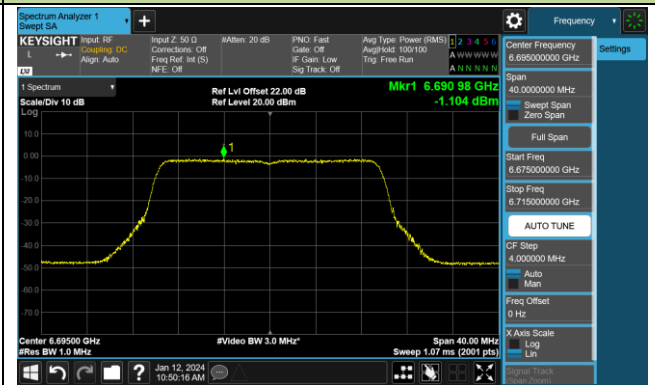 Spectrum Analyzer 1
Swept SA
+
Frequency
KEYSIGHT
L
Input: RF
Coupling: DC
Align: Auto
Input Z: 50 Ω
Corrections: Off
Freq Ref: Int (S)
NFE: Off
#Atten: 20 dB
PNO: Fast
Gate: Off
IF Gain: Low
Sig Track: Off
Avg Type: Power (RMS)
Avg|Hold: 100/100
Trig: Free Run
1 2 3 4 5 6
A W W W W W
A N N N N N
Center Frequency
6.695000000 GHz
Settings
Span
40.0000000 MHz
Swept Span
Zero Span
Full Span
Start Freq
6.675000000 GHz
Stop Freq
6.715000000 GHz
AUTO TUNE
CF Step
4.000000 MHz
Auto
Man
Freq Offset
0 Hz
X Axis Scale
Log
Lin
Signal Track
(Span Zoom)
1 Spectrum
Scale/Div 10 dB
Log
Ref Lvl Offset 22.00 dB
Ref Level 20.00 dBm
Mkr1 6.690 98 GHz
-1.104 dBm
1
10.0
0.00
-10.0
-20.0
-30.0
-40.0
-50.0
-60.0
-70.0
Center 6.69500 GHz
#Res BW 1.0 MHz
#Video BW 3.0 MHz*
Span 40.00 MHz
Sweep 1.07 ms (2001 pts)
?
Jan 12, 2024
10:50:16 AM